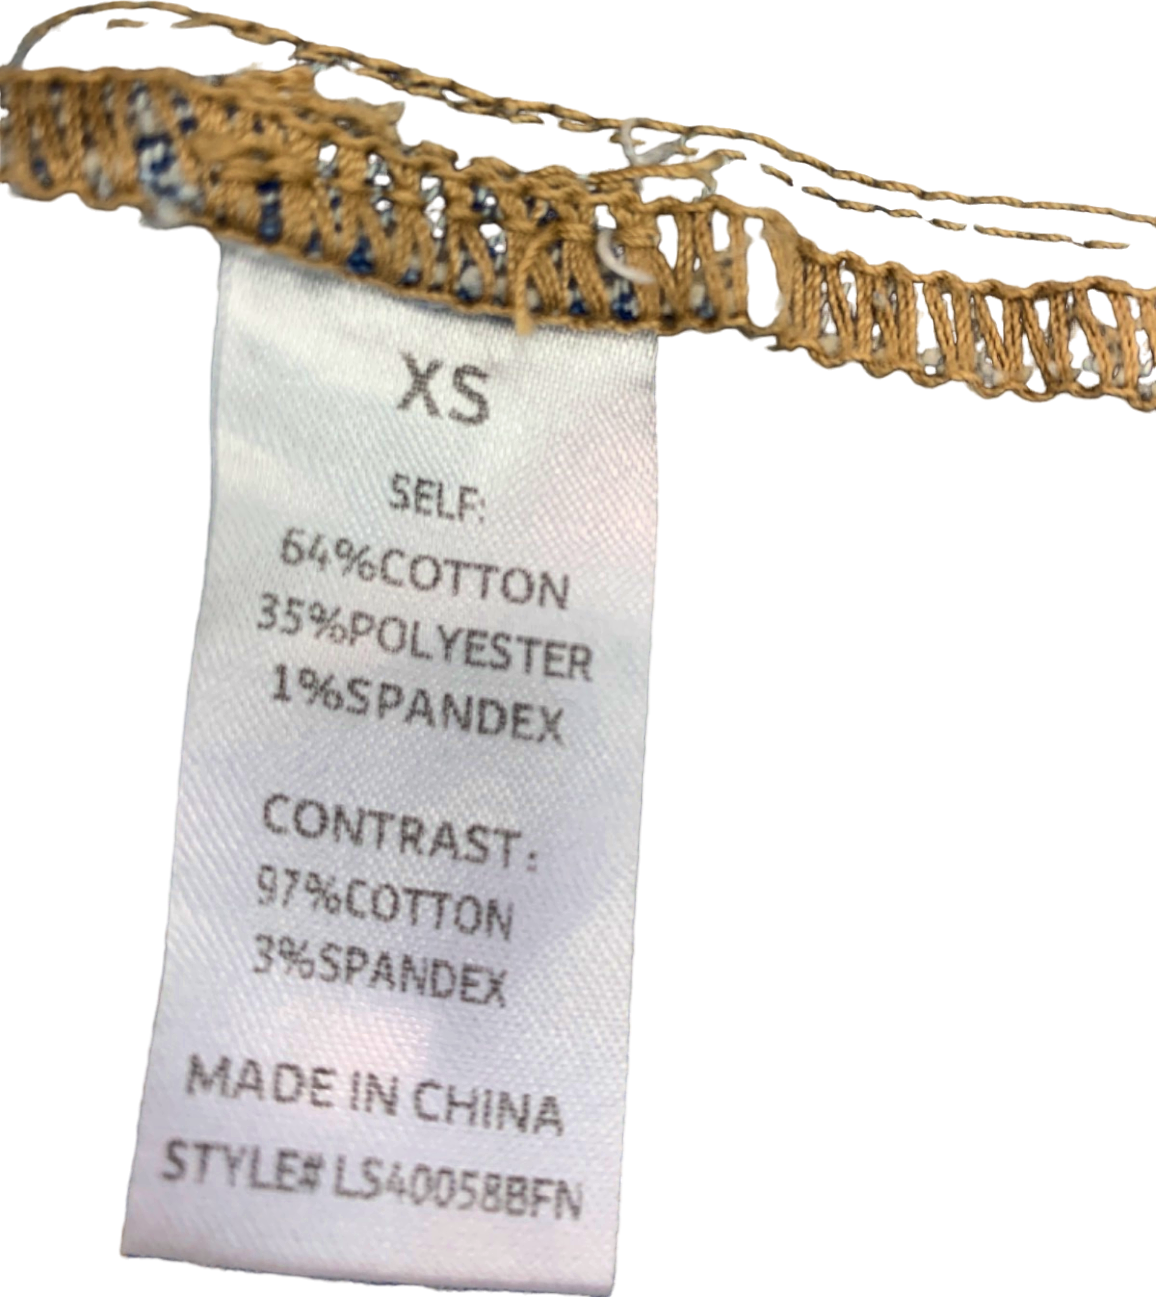 XS
SELF:
64%COTTON
35%POLYESTER
1%SPANDEX
CONTRAST:
97%COTTON
3%SPANDEX
MADE IN CHINA
STYLE# LS40058BFN